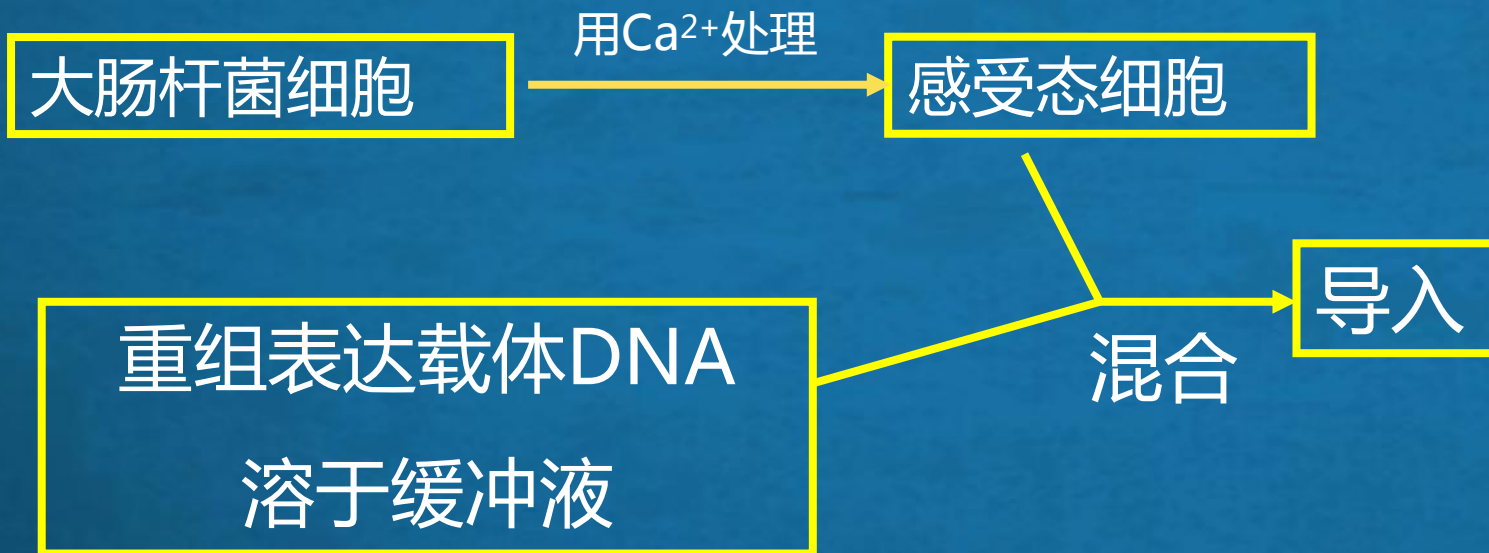 用Ca²⁺处理
大肠杆菌细胞
感受态细胞
重组表达载体DNA
溶于缓冲液
混合
导入